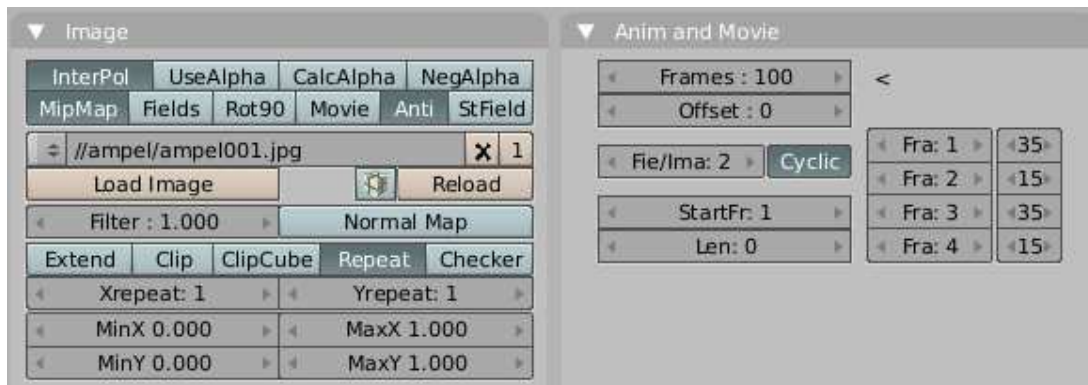 Image
InterPol UseAlpha CalcAlpha NegAlpha
MipMap Fields Rot90 Movie Anti StField
//ampel/ampel001.jpg X 1
Load Image Reload
Filter : 1.000 Normal Map
Extend Clip ClipCube Repeat Checker
Xrepeat: 1 Yrepeat: 1
MinX 0.000 MaxX 1.000
MinY 0.000 MaxY 1.000
Anim and Movie
Frames : 100 <
Offset : 0
Fie/Ima: 2 Cyclic
StartFr: 1
Len: 0
Fra: 1 35
Fra: 2 15
Fra: 3 35
Fra: 4 15